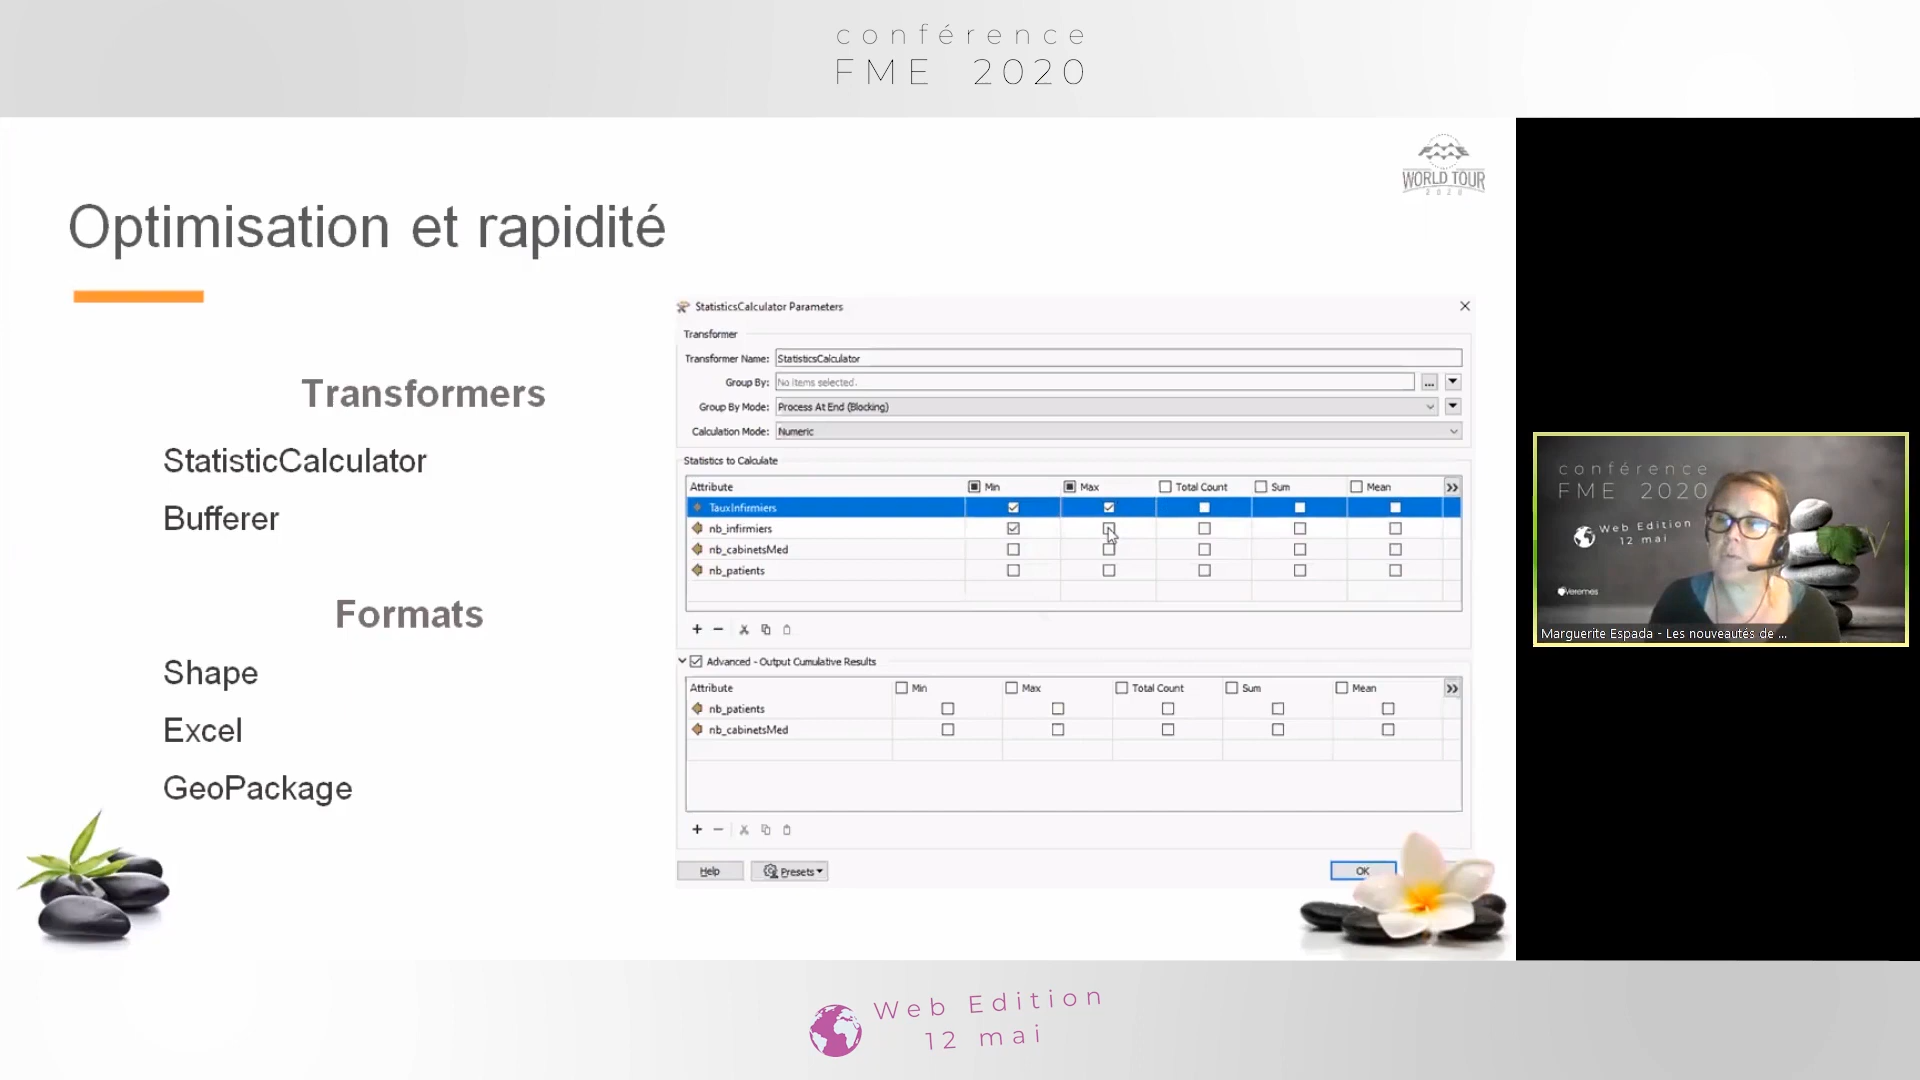 conférence
FME 2020
WORLD TOUR
2020
Optimisation et rapidité
Transformers
StatisticCalculator
Bufferer
Formats
Shape
Excel
GeoPackage
StatisticsCalculator Parameters
Transformer
Transformer Name: StatisticsCalculator
Group By: No items selected. ...
Group By Mode: Process At End (Blocking)
Calculation Mode: Numeric
Statistics to Calculate
Attribute Min Max Total Count Sum Mean
TauxInfirmiers
nb_infirmiers
nb_cabinetsMed
nb_patients
Advanced - Output Cumulative Results
Attribute Min Max Total Count Sum Mean
nb_patients
nb_cabinetsMed
Help Presets OK
conférence
FME 2020
Web Edition
12 mai
Veremes
Marguerite Espada - Les nouveautés de ...
Web Edition
12 mai